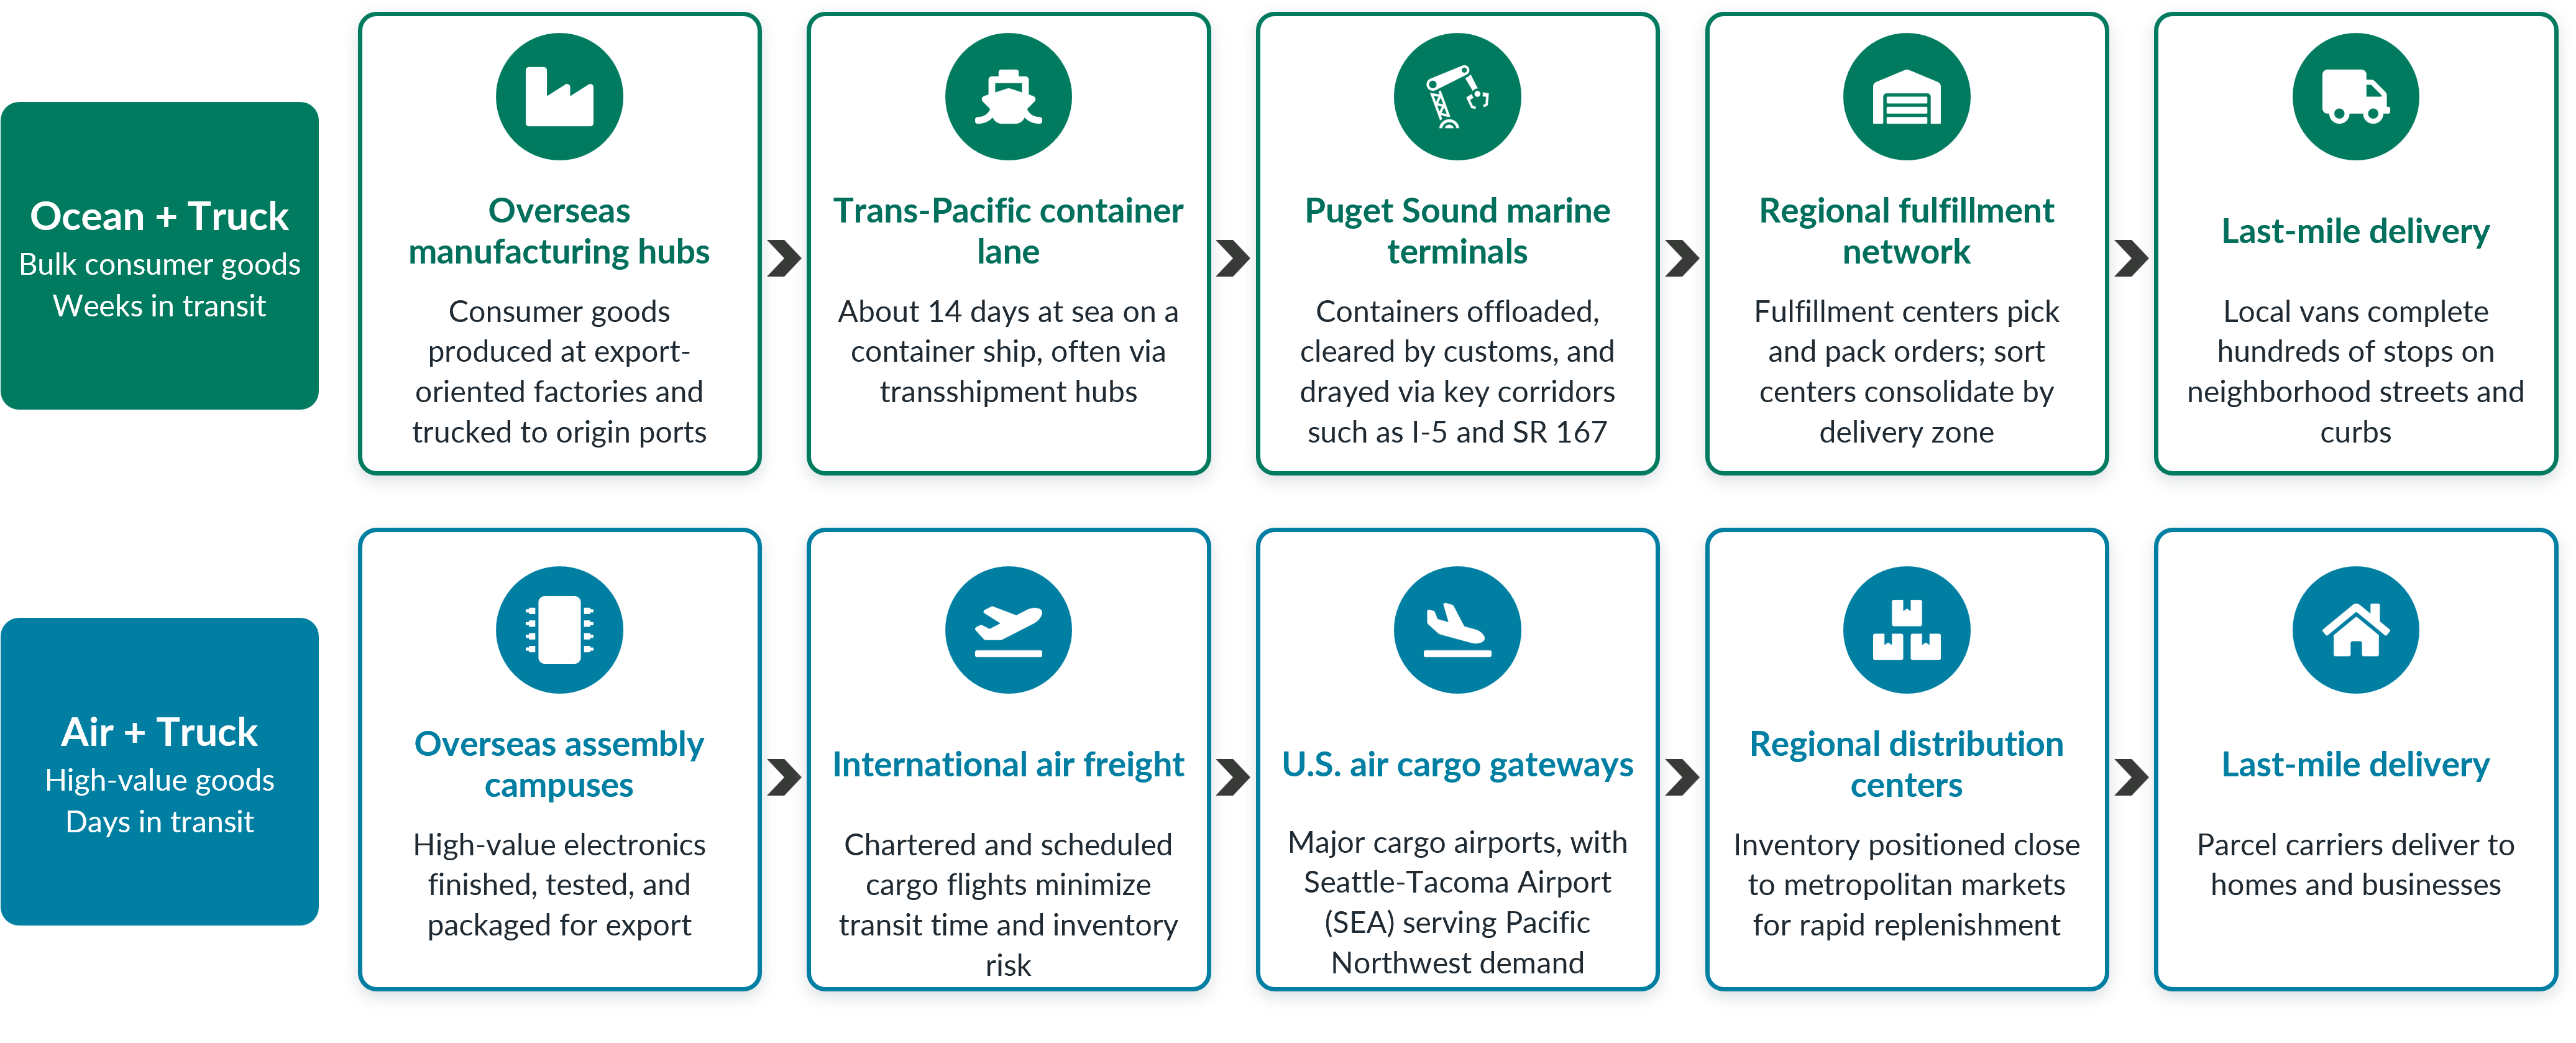 Ocean + Truck
Bulk consumer goods
Weeks in transit
Overseas
manufacturing hubs
Consumer goods
produced at export-
oriented factories and
trucked to origin ports
Trans-Pacific container
lane
About 14 days at sea on a
container ship, often via
transshipment hubs
Puget Sound marine
terminals
Containers offloaded,
cleared by customs, and
drayed via key corridors
such as I-5 and SR 167
Regional fulfillment
network
Fulfillment centers pick
and pack orders; sort
centers consolidate by
delivery zone
Last-mile delivery
Local vans complete
hundreds of stops on
neighborhood streets and
curbs
Air + Truck
High-value goods
Days in transit
Overseas assembly
campuses
High-value electronics
finished, tested, and
packaged for export
International air freight
Chartered and scheduled
cargo flights minimize
transit time and inventory
risk
U.S. air cargo gateways
Major cargo airports, with
Seattle-Tacoma Airport
(SEA) serving Pacific
Northwest demand
Regional distribution
centers
Inventory positioned close
to metropolitan markets
for rapid replenishment
Last-mile delivery
Parcel carriers deliver to
homes and businesses